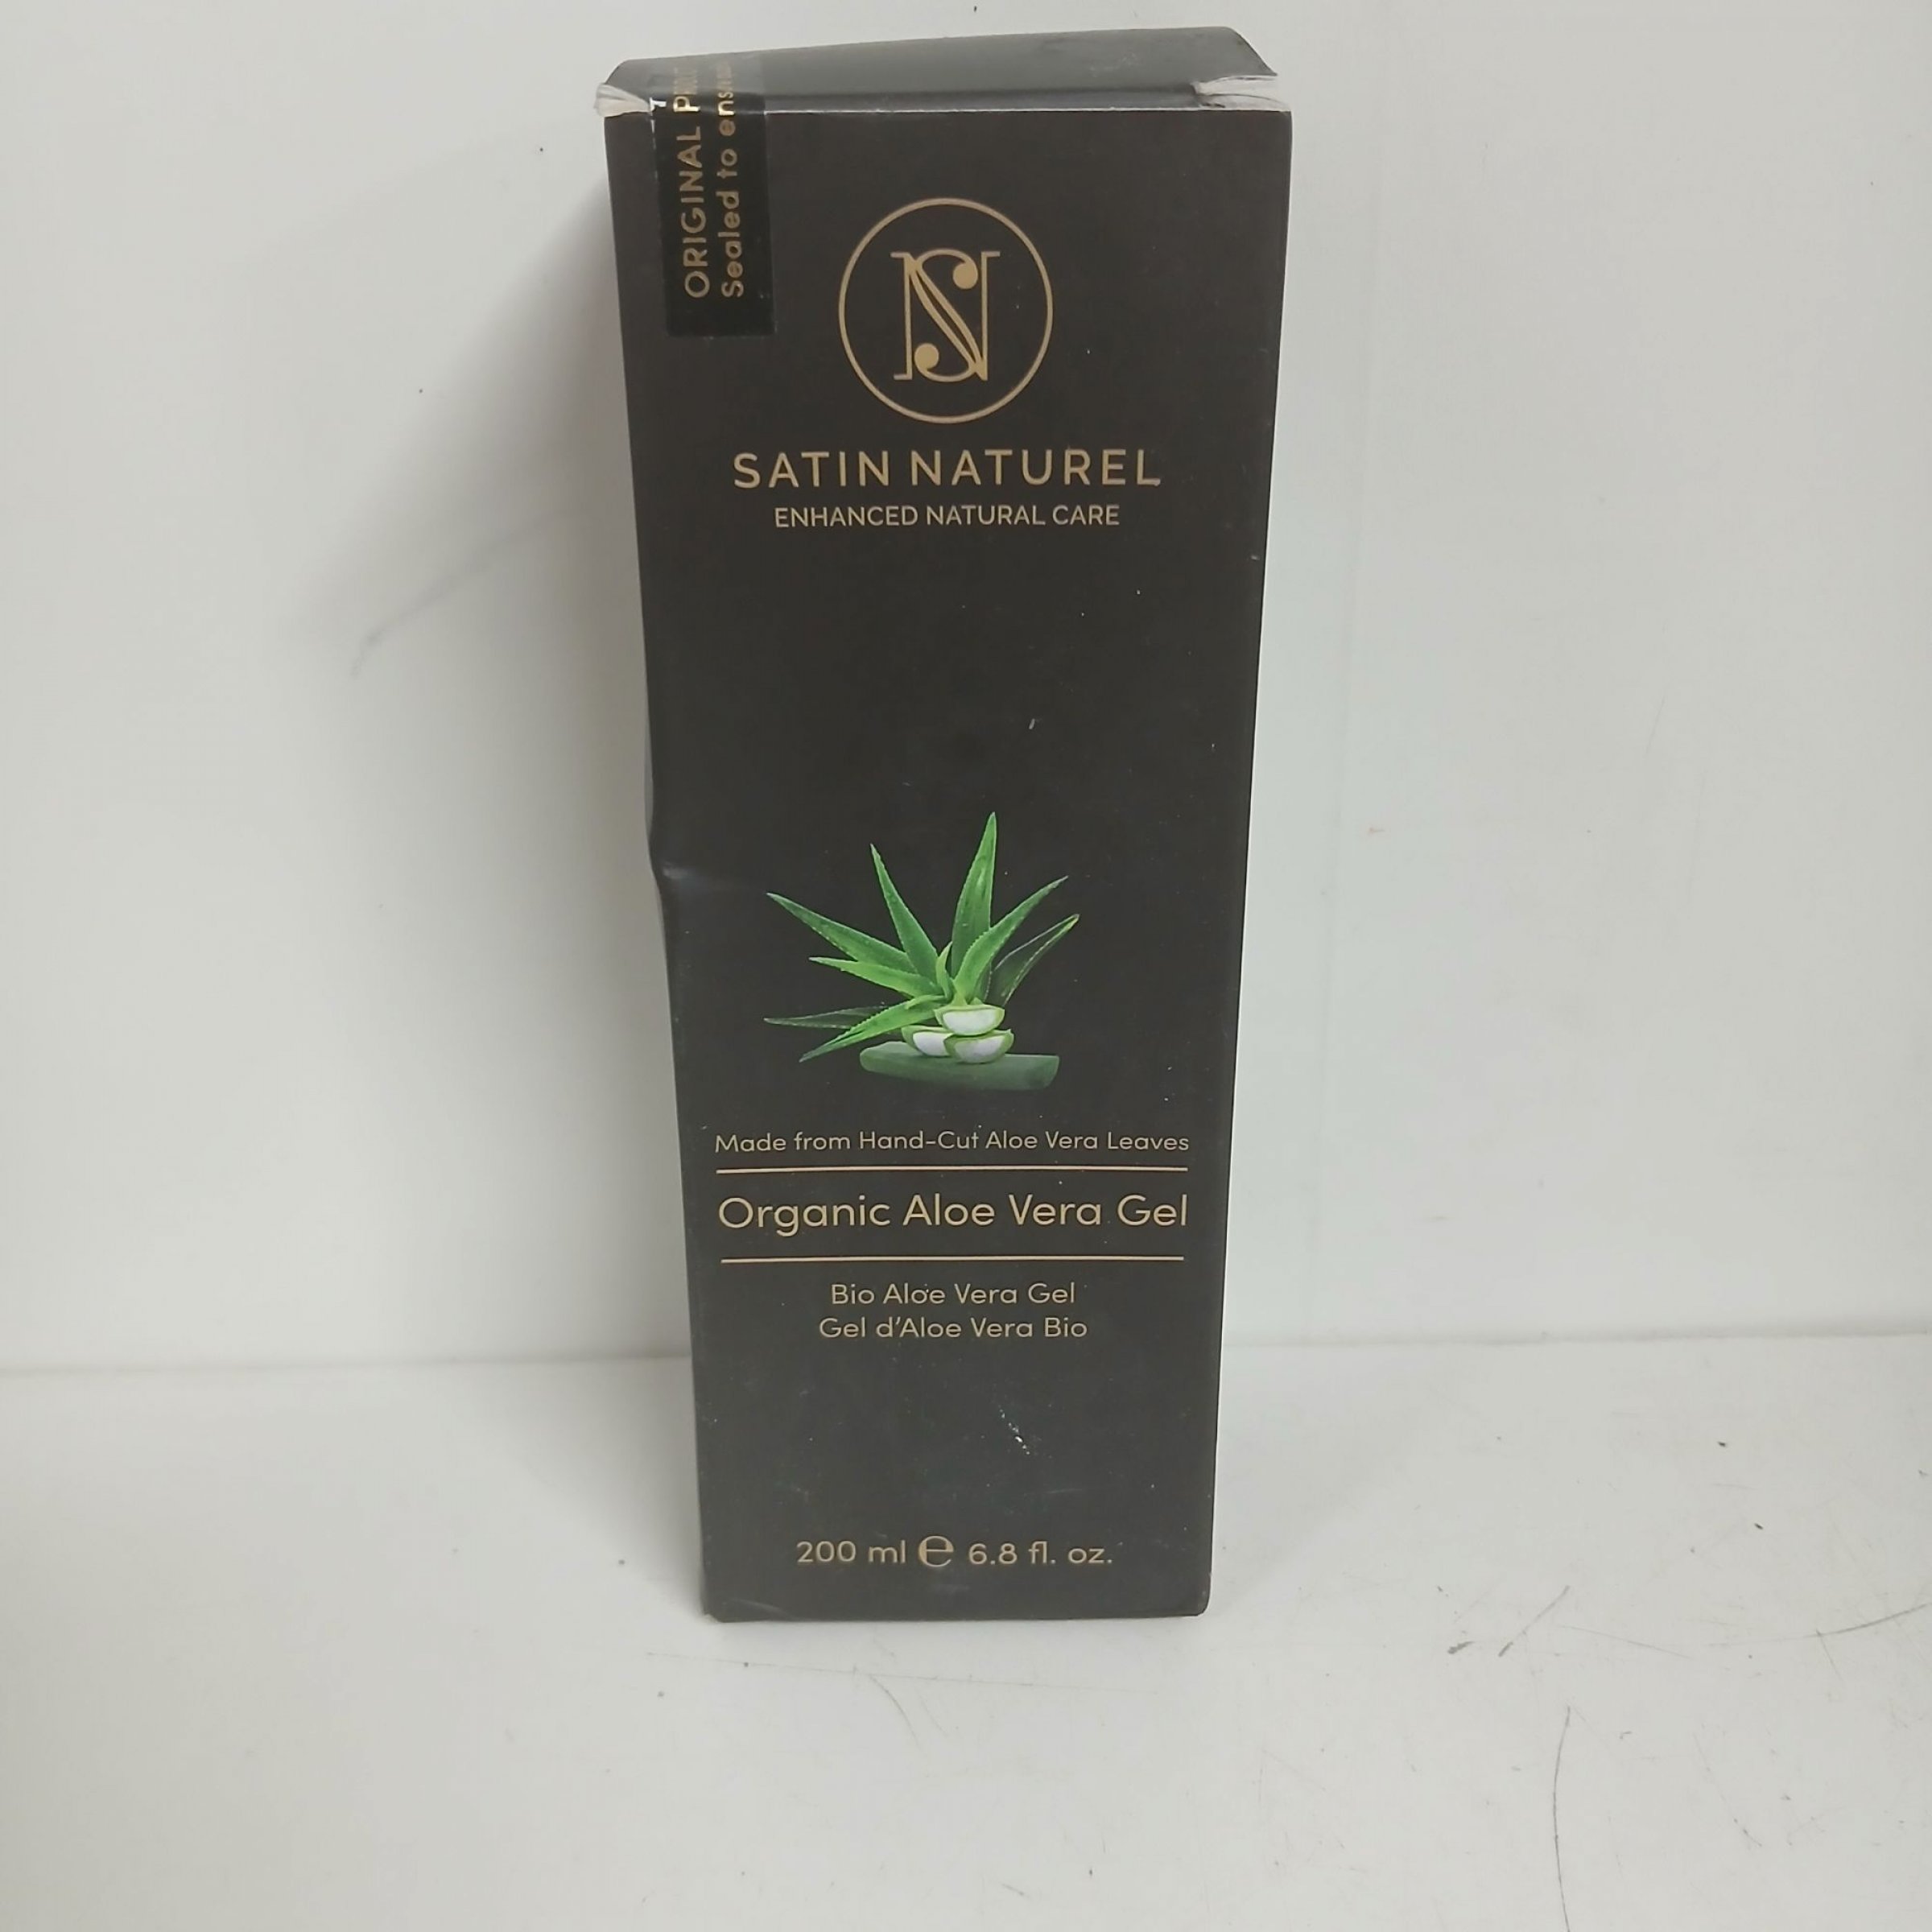 ORIGINAL
Sealed to
SN
SATIN NATUREL
ENHANCED NATURAL CARE
Made from Hand-Cut Aloe Vera Leaves
Organic Aloe Vera Gel
Bio Aloe Vera Gel
Gel d'Aloe Vera Bio
200 ml ℮ 6.8 fl. oz.